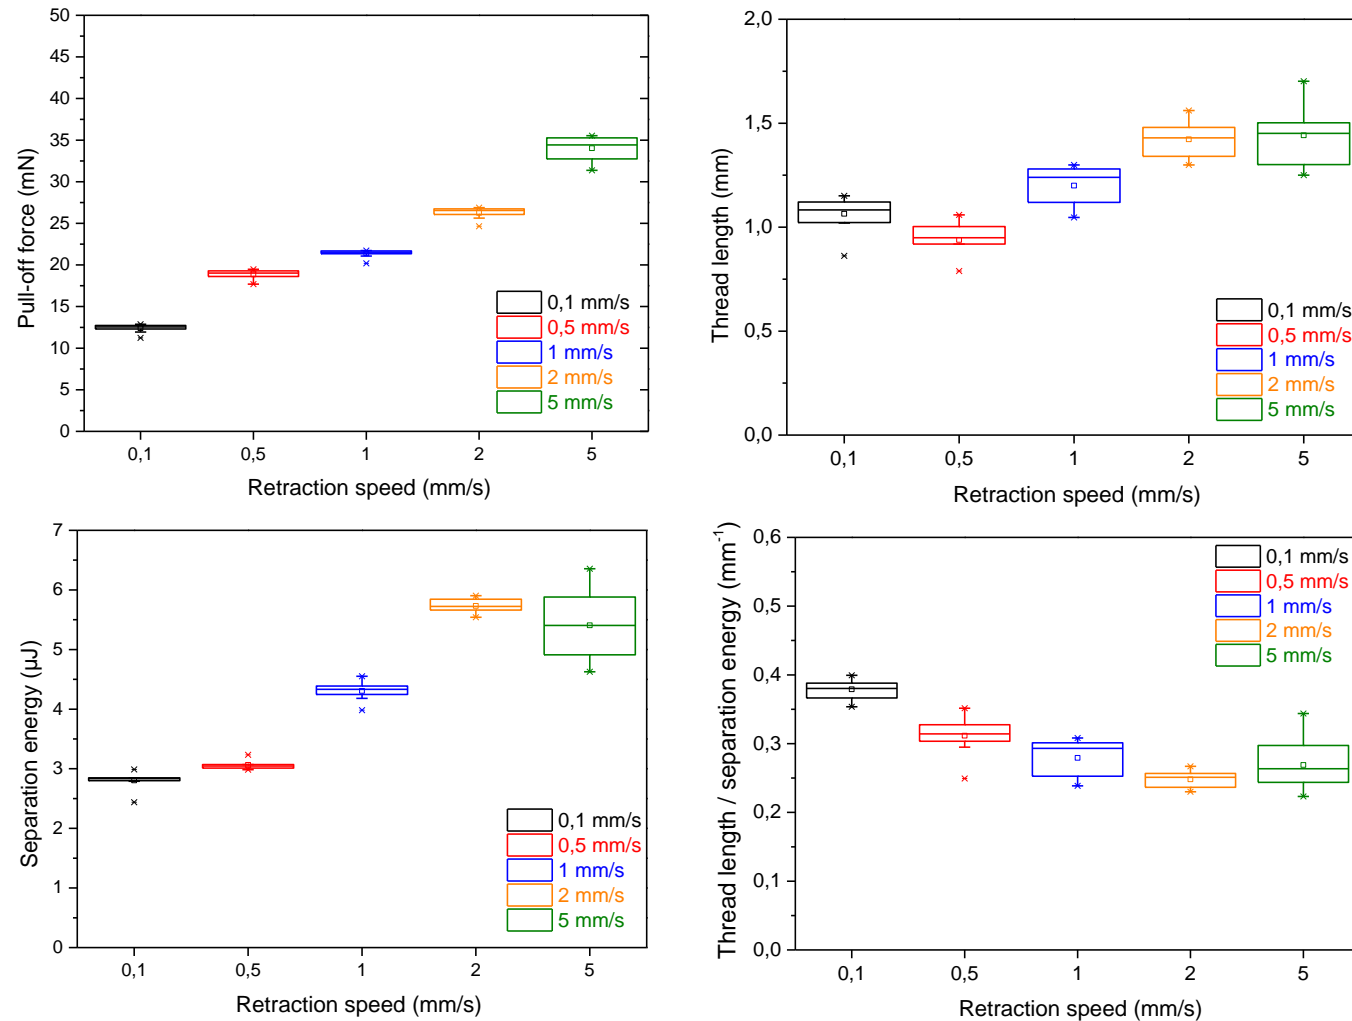 50
45
40
35
30
25
20
15
10
5
0
Pull-off force (mN)
0,1
0,5
1
2
5
Retraction speed (mm/s)
0,1 mm/s
0,5 mm/s
1 mm/s
2 mm/s
5 mm/s
2,0
1,5
1,0
0,5
0,0
Thread length (mm)
0,1
0,5
1
2
5
Retraction speed (mm/s)
0,1 mm/s
0,5 mm/s
1 mm/s
2 mm/s
5 mm/s
7
6
5
4
3
2
1
0
Separation energy (μJ)
0,1
0,5
1
2
5
Retraction speed (mm/s)
0,1 mm/s
0,5 mm/s
1 mm/s
2 mm/s
5 mm/s
0,6
0,5
0,4
0,3
0,2
0,1
0,0
Thread length / separation energy (mm⁻¹)
0,1
0,5
1
2
5
Retraction speed (mm/s)
0,1 mm/s
0,5 mm/s
1 mm/s
2 mm/s
5 mm/s